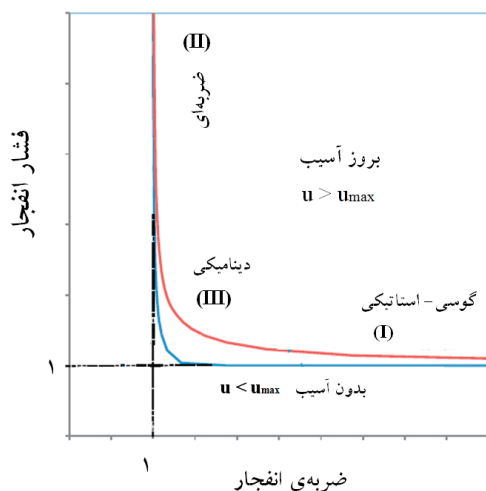 (II)
ضربه‌ای
فشار انفجار
بروز آسیب
u > umax
دینامیکی
(III)
گوسی - استاتیکی
(I)
۱
u < umax بدون آسیب
۱
ضربه‌ی انفجار